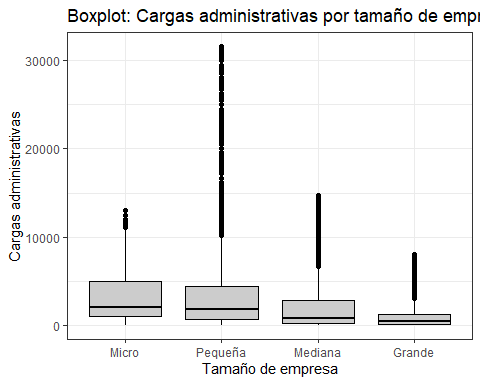 Boxplot: Cargas administrativas por tamaño de empr
30000
20000
10000
0
Cargas administrativas
Micro Pequeña Mediana Grande
Tamaño de empresa